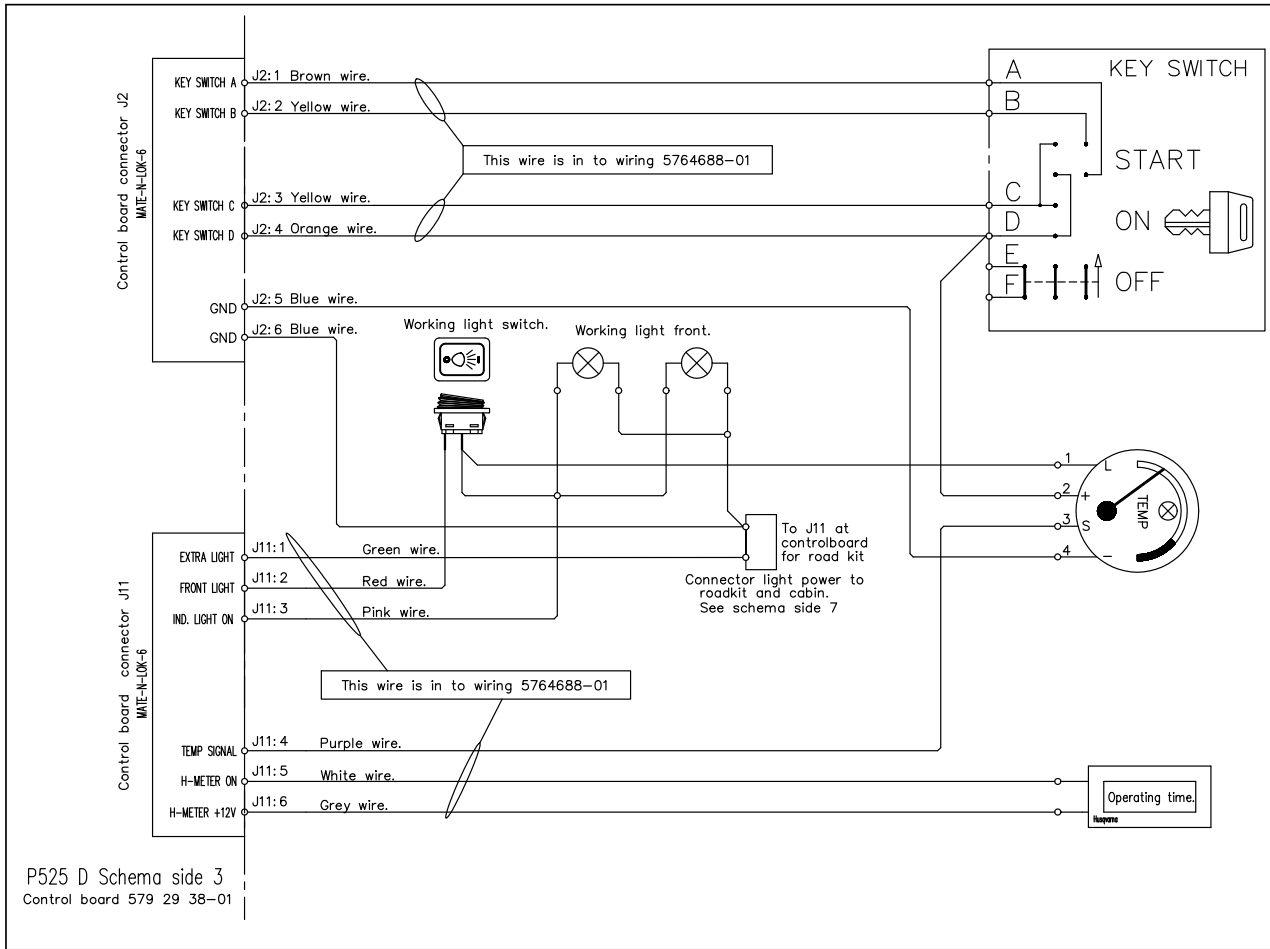 Control board connector J2
MATE-N-LOK-6
KEY SWITCH A
J2:1 Brown wire.
KEY SWITCH B
J2:2 Yellow wire.
This wire is in to wiring 5764688-01
KEY SWITCH C
J2:3 Yellow wire.
KEY SWITCH D
J2:4 Orange wire.
GND
J2:5 Blue wire.
GND
J2:6 Blue wire.
KEY SWITCH
A
B
START
C
D
ON
E
F
OFF
Working light switch.
Working light front.
1
L
2
+
3
S
4
−
TEMP
To J11 at
controlboard
for road kit
Connector light power to
roadkit and cabin.
See schema side 7
Control board connector J11
MATE-N-LOK-6
EXTRA LIGHT
J11:1
Green wire.
FRONT LIGHT
J11:2
Red wire.
IND. LIGHT ON
J11:3
Pink wire.
This wire is in to wiring 5764688-01
TEMP SIGNAL
J11:4
Purple wire.
H-METER ON
J11:5
White wire.
H-METER +12V
J11:6
Grey wire.
Operating time.
Husqvarna
P525 D Schema side 3
Control board 579 29 38-01